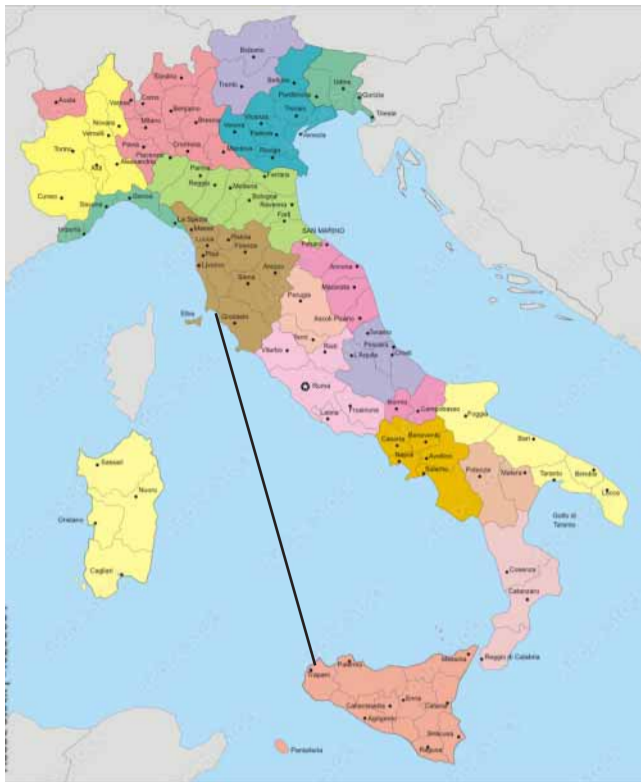 Bolzano
Sondrio
Trento
Belluno
Udine
Aosta
Varese
Como
Bergamo
Pordenone
Gorizia
Treviso
Trieste
Novara
Milano
Brescia
Verona
Vicenza
Padova
Venezia
Vercelli
Torino
Pavia
Cremona
Mantova
Rovigo
Piacenza
Asti
Alessandria
Parma
Ferrara
Reggio
Modena
Cuneo
Genova
Bologna
Ravenna
Savona
Forlì
Imperia
La Spezia
Massa
SAN MARINO
Lucca
Pistoia
Pesaro
Firenze
Pisa
Ancona
Livorno
Arezzo
Macerata
Siena
Perugia
Elba
Grosseto
Ascoli Piceno
Teramo
Terni
Viterbo
Rieti
Pescara
L'Aquila
Chieti
Roma
Latina
Frosinone
Isernia
Campobasso
Foggia
Caserta
Benevento
Bari
Napoli
Avellino
Salerno
Potenza
Matera
Taranto
Brindisi
Lecce
Sassari
Nuoro
Oristano
Golfo di
Taranto
Cagliari
Cosenza
Catanzaro
Messina
Reggio di Calabria
Palermo
Trapani
Enna
Caltanissetta
Catania
Agrigento
Siracusa
Ragusa
Pantelleria